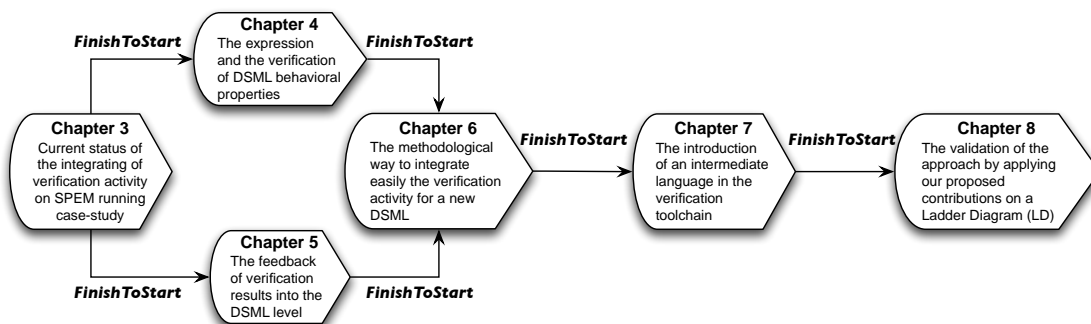 Chapter 4
The expression
and the verification
of DSML behavioral
properties
FinishToStart
FinishToStart
Chapter 3
Current status of
the integrating of
verification activity
on SPEM running
case-study
Chapter 6
The methodological
way to integrate
easily the verification
activity for a new
DSML
FinishToStart
Chapter 7
The introduction
of an intermediate
language in the
verification
toolchain
FinishToStart
Chapter 8
The validation of the
approach by applying
our proposed
contributions on a
Ladder Diagram (LD)
Chapter 5
The feedback
of verification
results into the
DSML level
FinishToStart
FinishToStart